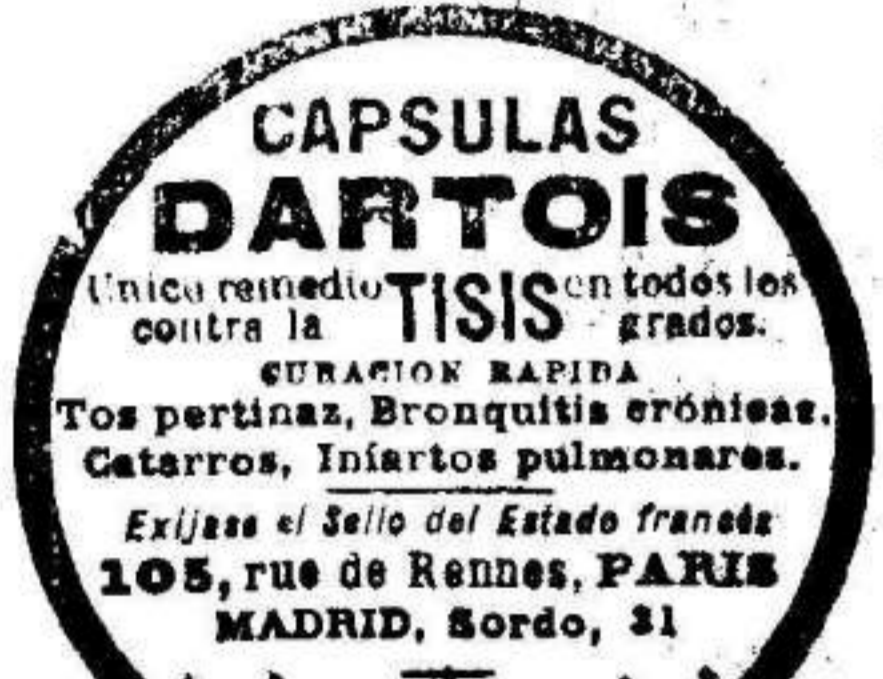 CAPSULAS
DARTOIS
Unico remedio contra la TISIS en todos los grados.
CURACION RAPIDA
Tos pertinaz, Bronquitis crónicas,
Catarros, Infartos pulmonares.
Exijase el Sello del Estado francés
105, rue de Rennes, PARIS
MADRID, Sordo, 31